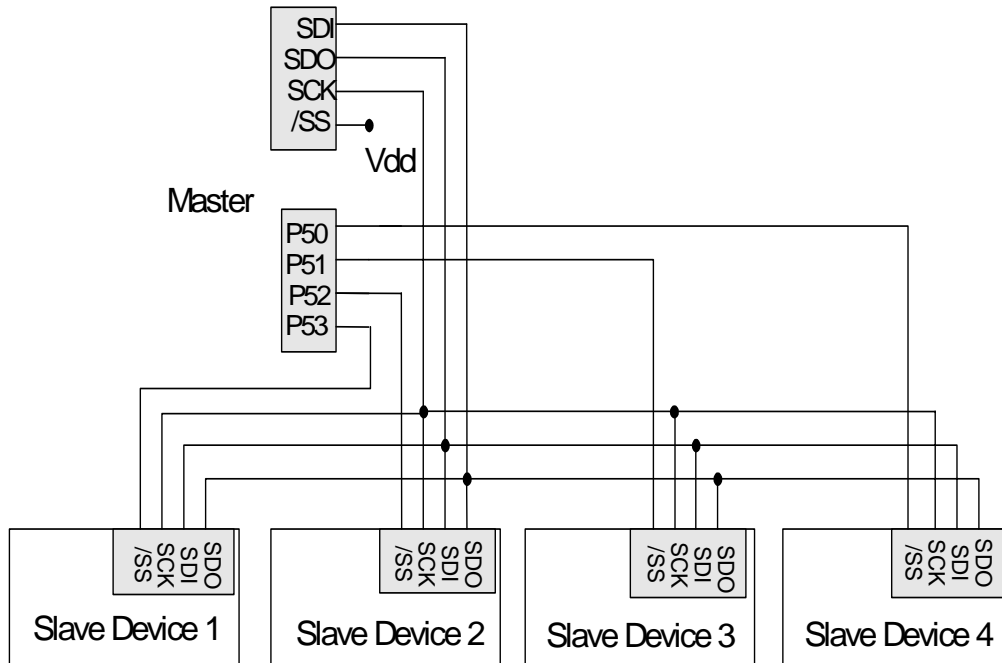 SDI
SDO
SCK
/SS
Vdd
Master
P50
P51
P52
P53
/SS
SCK
SDI
SDO
Slave Device 1
/SS
SCK
SDI
SDO
Slave Device 2
/SS
SCK
SDI
SDO
Slave Device 3
/SS
SCK
SDI
SDO
Slave Device 4